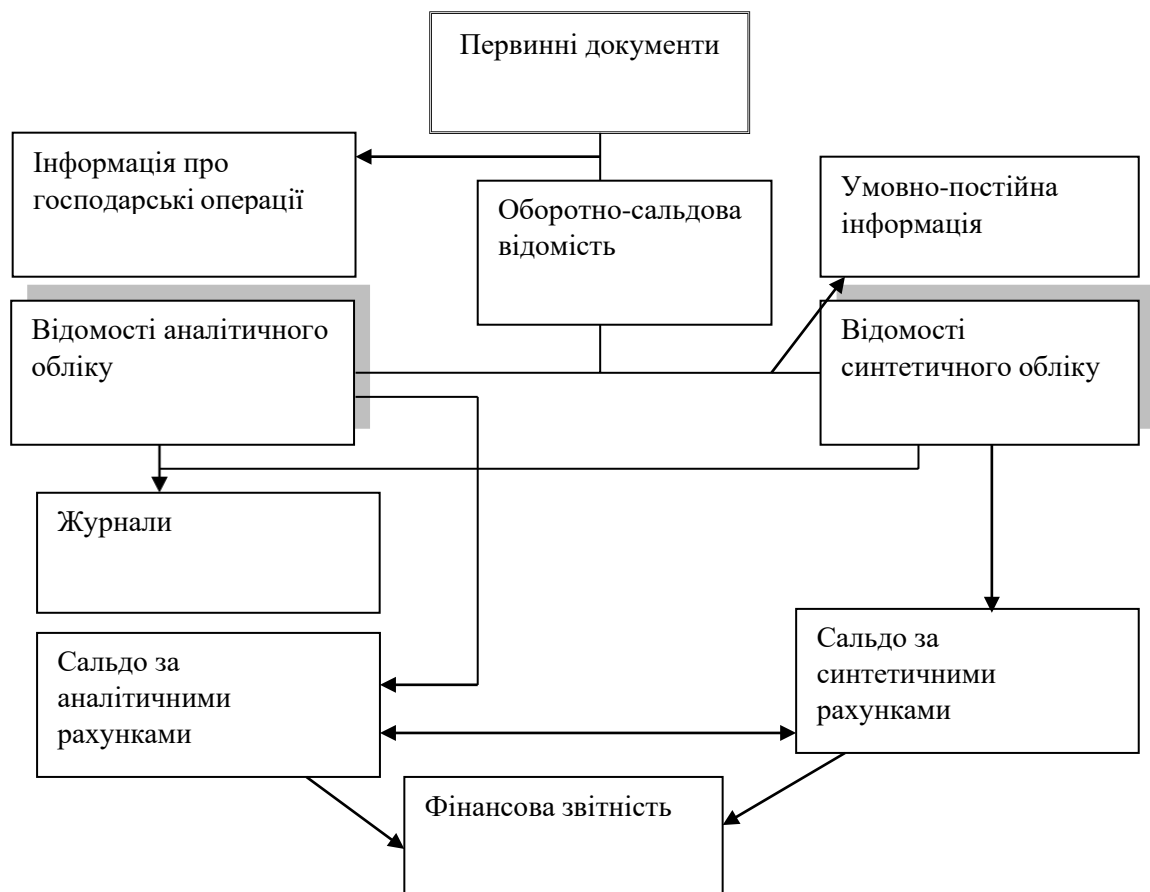 Первинні документи
Інформація про
господарські операції
Оборотно-сальдова
відомість
Умовно-постійна
інформація
Відомості аналітичного
обліку
Відомості
синтетичного обліку
Журнали
Сальдо за
аналітичними
рахунками
Сальдо за
синтетичними
рахунками
Фінансова звітність